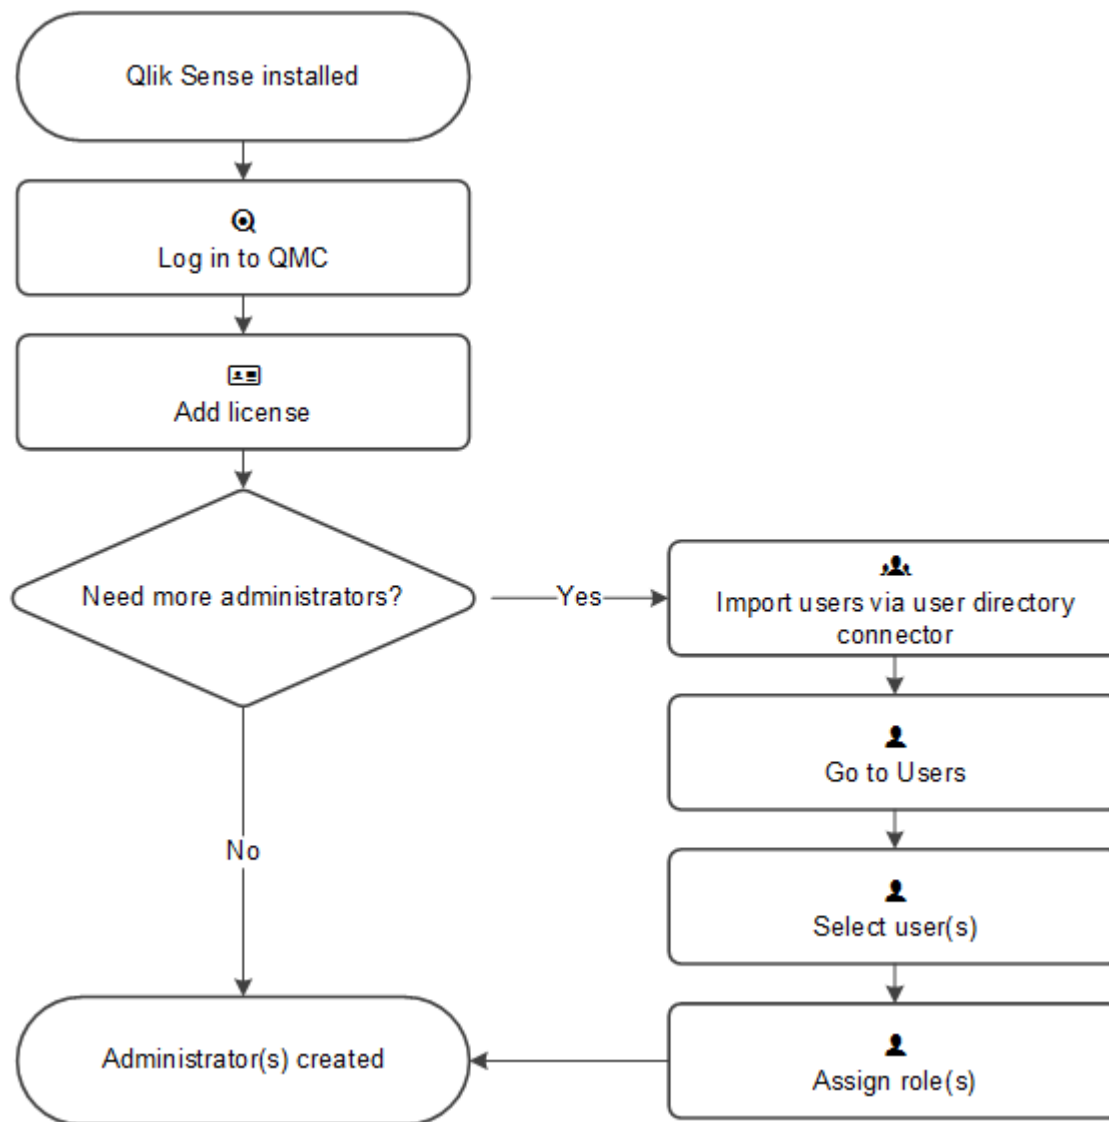 Qlik Sense installed
Log in to QMC
Add license
Need more administrators?
Yes
Import users via user directory
connector
Go to Users
Select user(s)
No
Assign role(s)
Administrator(s) created